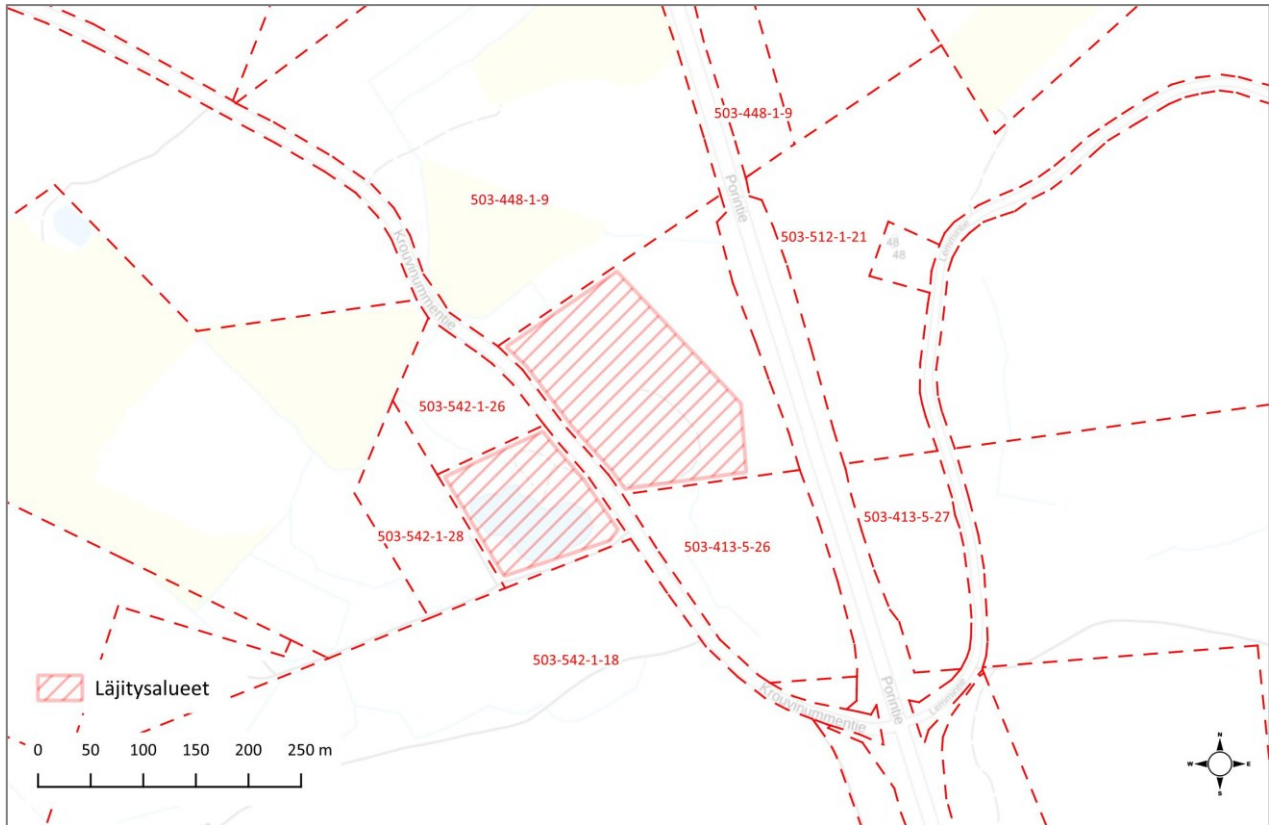 503-448-1-9
Porintie
503-448-1-9
503-512-1-21
48
48
Lemmintie
Krouvinummentie
503-542-1-26
503-542-1-28
503-413-5-27
503-413-5-26
503-542-1-18
Läjitysalueet
Krouvinummentie
Porintie
Lemmintie
0 50 100 150 200 250 m
N
W E
S